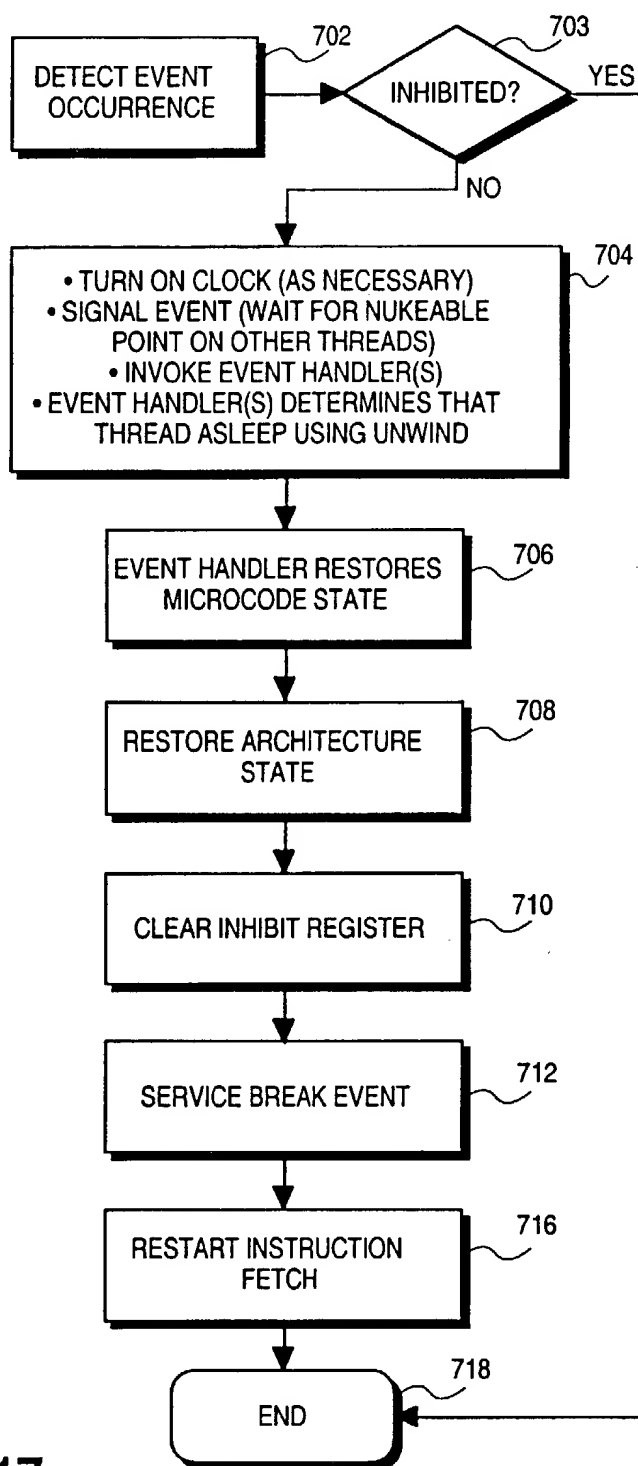 702
703
DETECT EVENT
OCCURRENCE
INHIBITED?
YES
NO
704
• TURN ON CLOCK (AS NECESSARY)
• SIGNAL EVENT (WAIT FOR NUKEABLE
POINT ON OTHER THREADS)
• INVOKE EVENT HANDLER(S)
• EVENT HANDLER(S) DETERMINES THAT
THREAD ASLEEP USING UNWIND
706
EVENT HANDLER RESTORES
MICROCODE STATE
708
RESTORE ARCHITECTURE
STATE
710
CLEAR INHIBIT REGISTER
712
SERVICE BREAK EVENT
716
RESTART INSTRUCTION
FETCH
718
END